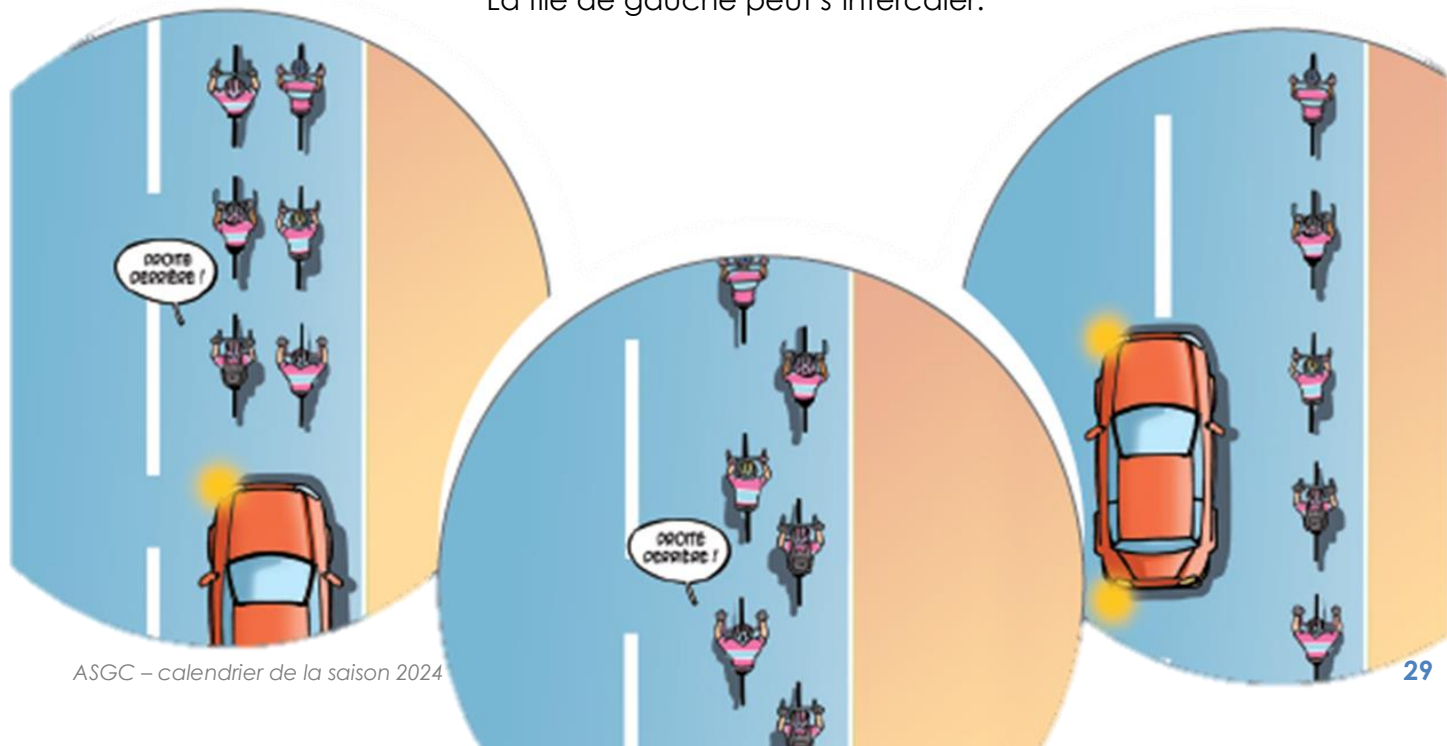 La file de gauche peut s'intercaler.
DROITE
DERRIÈRE !
DROITE
DERRIÈRE !
ASGC – calendrier de la saison 2024
29